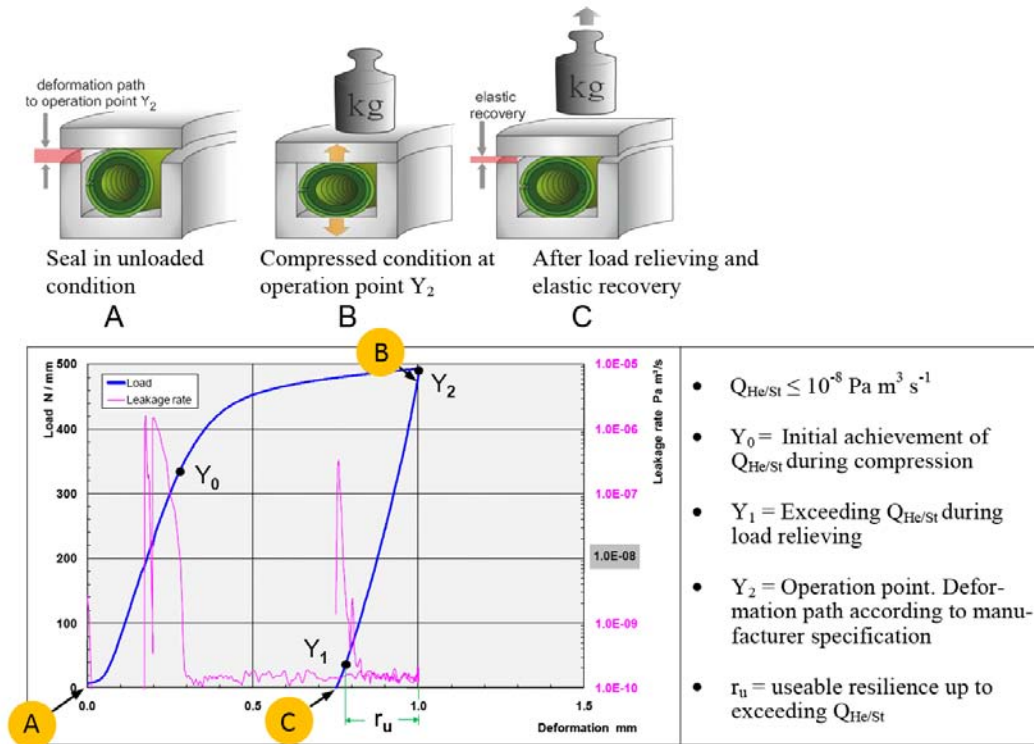 deformation path
to operation point Y₂
kg
elastic
recovery
kg
Seal in unloaded
condition
Compressed condition at
operation point Y₂
After load relieving and
elastic recovery
A
B
C
B
500
400
300
200
100
0
Load N / mm
Load
Leakage rate
Y₀
Y₁
Y₂
1.0E-05
1.0E-06
1.0E-07
1.0E-08
1.0E-09
1.0E-10
Leakage rate Pa m³/s
A
C
0.0
0.5
1.0
1.5
rᵤ
Deformation mm
• Q_He/St ≤ 10⁻⁸ Pa m³ s⁻¹
• Y₀ = Initial achievement of
Q_He/St during compression
• Y₁ = Exceeding Q_He/St during
load relieving
• Y₂ = Operation point. Defor-
mation path according to manu-
facturer specification
• rᵤ = useable resilience up to
exceeding Q_He/St